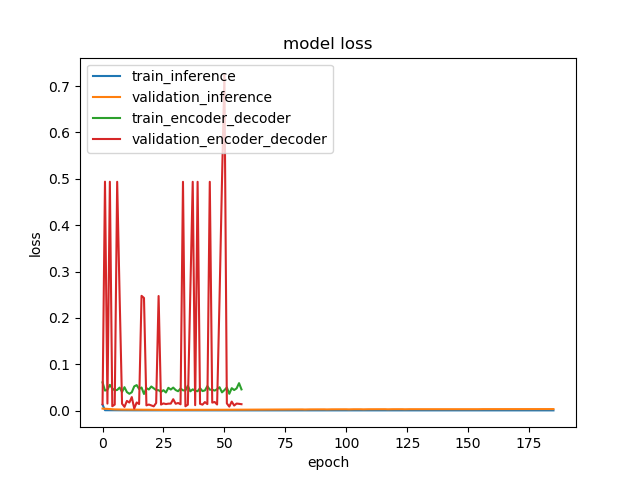 model loss
train_inference
validation_inference
train_encoder_decoder
validation_encoder_decoder
loss
0.7
0.6
0.5
0.4
0.3
0.2
0.1
0.0
0 25 50 75 100 125 150 175
epoch